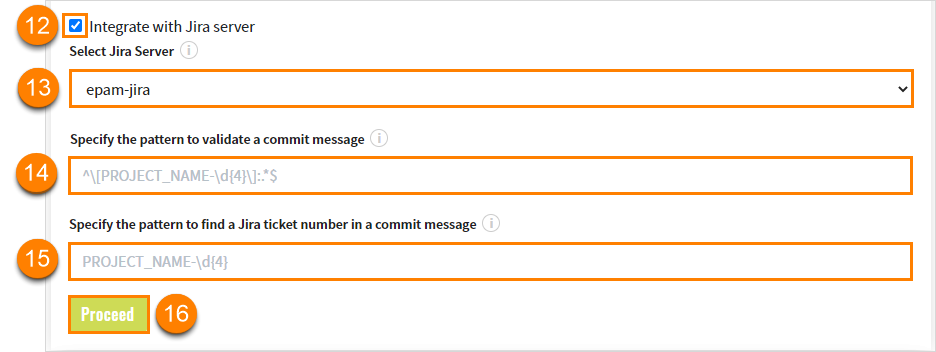 12 Integrate with Jira server
Select Jira Server i
13 epam-jira
Specify the pattern to validate a commit message i
14 ^\[PROJECT_NAME-\d{4}\]:.*$
Specify the pattern to find a Jira ticket number in a commit message i
15 PROJECT_NAME-\d{4}
Proceed 16